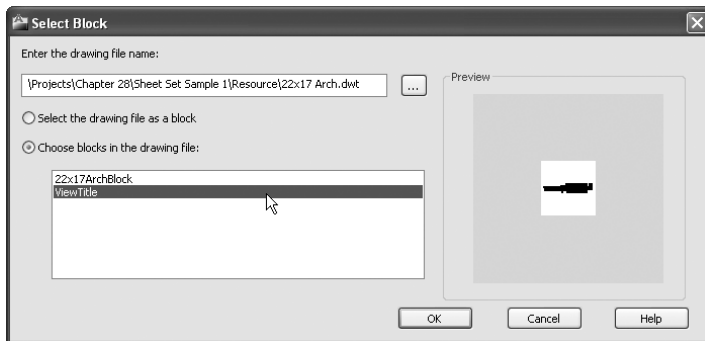 Select Block
Enter the drawing file name:
\Projects\Chapter 28\Sheet Set Sample 1\Resource\22x17 Arch.dwt
...
Preview
Select the drawing file as a block
Choose blocks in the drawing file:
22x17ArchBlock
ViewTitle
OK
Cancel
Help